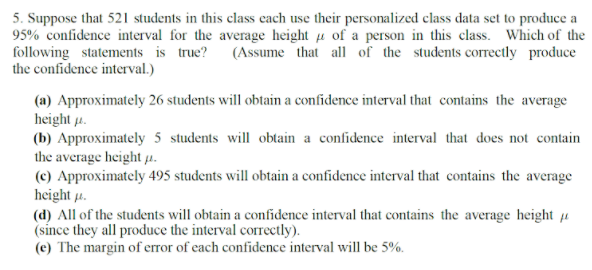 5. Suppose that 521 students in this class each use their personalized class data set to produce a
95% confidence interval for the average height μ of a person in this class. Which of the
following statements is true? (Assume that all of the students correctly produce
the confidence interval.)
(a) Approximately 26 students will obtain a confidence interval that contains the average
height μ.
(b) Approximately 5 students will obtain a confidence interval that does not contain
the average height μ.
(c) Approximately 495 students will obtain a confidence interval that contains the average
height μ.
(d) All of the students will obtain a confidence interval that contains the average height μ
(since they all produce the interval correctly).
(e) The margin of error of each confidence interval will be 5%.